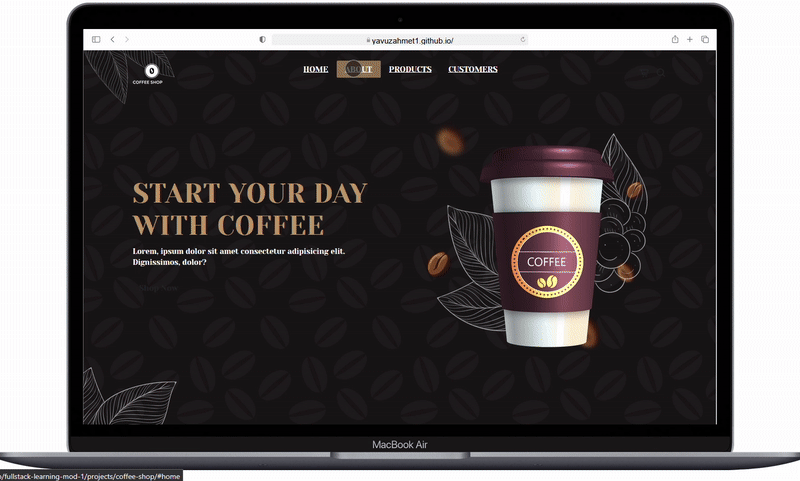 yavuzahmet1.github.io/
COFFEE SHOP
HOME
ABOUT
PRODUCTS
CUSTOMERS
START YOUR DAY
WITH COFFEE
Lorem, ipsum dolor sit amet consectetur adipisicing elit.
Dignissimos, dolor?
COFFEE
MacBook Air
/fullstack-learning-mod-1/projects/coffee-shop/#home